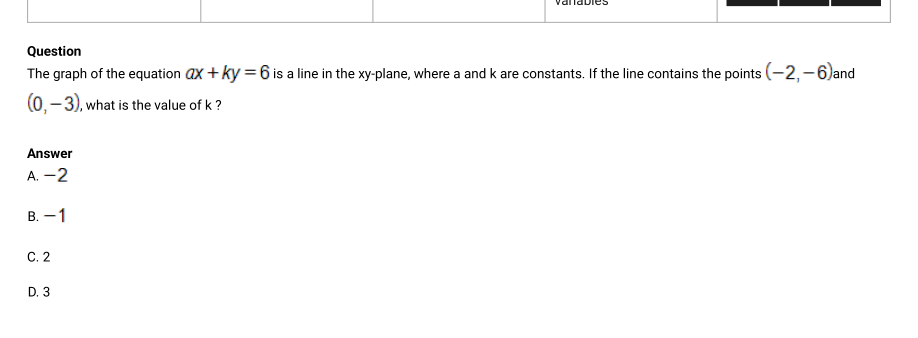 variables
Question
The graph of the equation ax + ky = 6 is a line in the xy-plane, where a and k are constants. If the line contains the points (−2, −6)and
(0, −3), what is the value of k ?
Answer
A. −2
B. −1
C. 2
D. 3